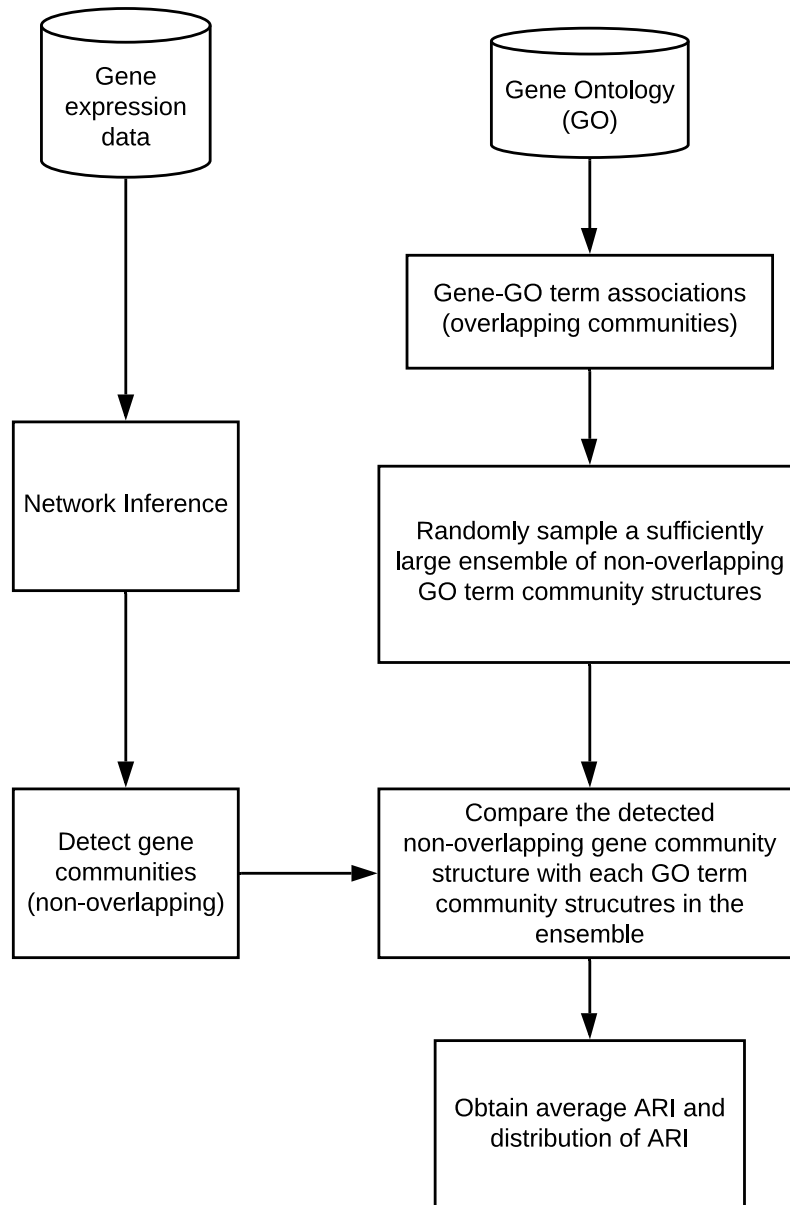 Gene
expression
data
Gene Ontology
(GO)
Gene-GO term associations
(overlapping communities)
Network Inference
Randomly sample a sufficiently
large ensemble of non-overlapping
GO term community structures
Detect gene
communities
(non-overlapping)
Compare the detected
non-overlapping gene community
structure with each GO term
community strucutres in the
ensemble
Obtain average ARI and
distribution of ARI